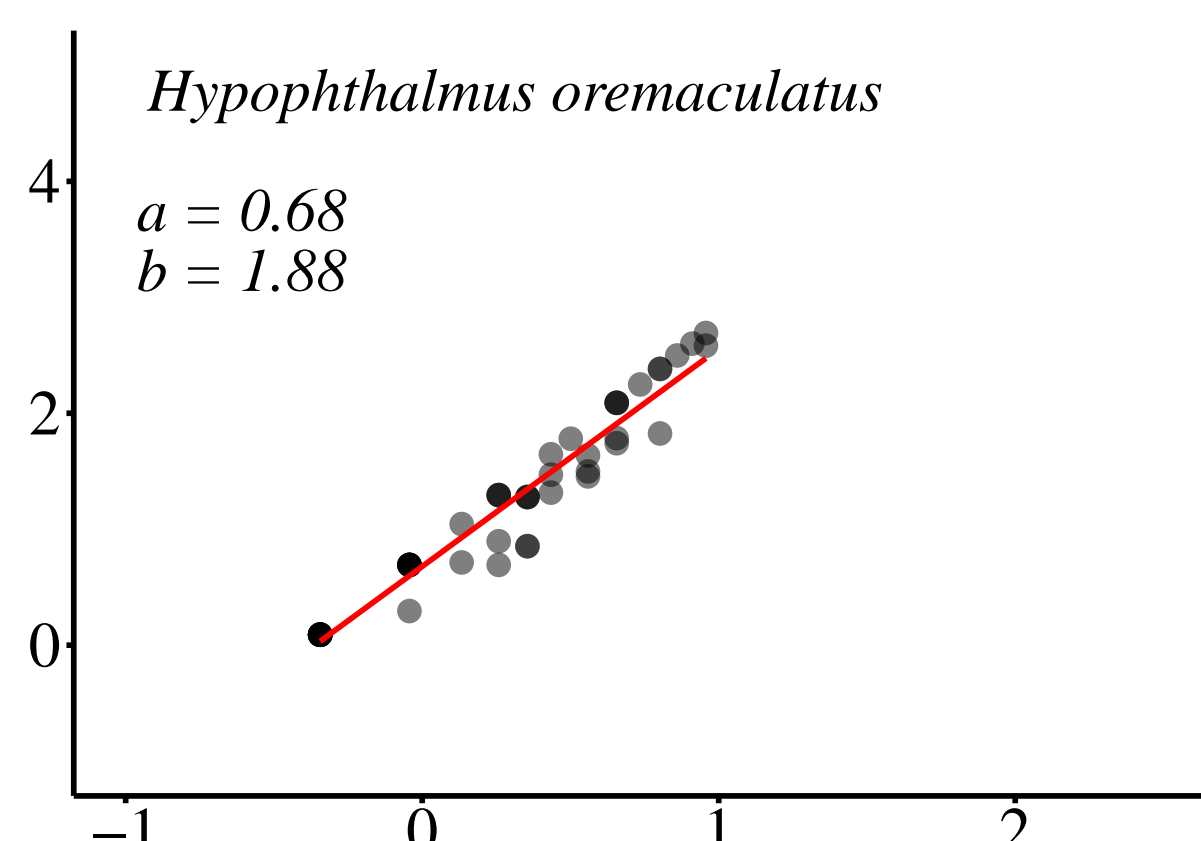 Hypophthalmus oremaculatus
4
a = 0.68
b = 1.88
2
0
−1 0 1 2